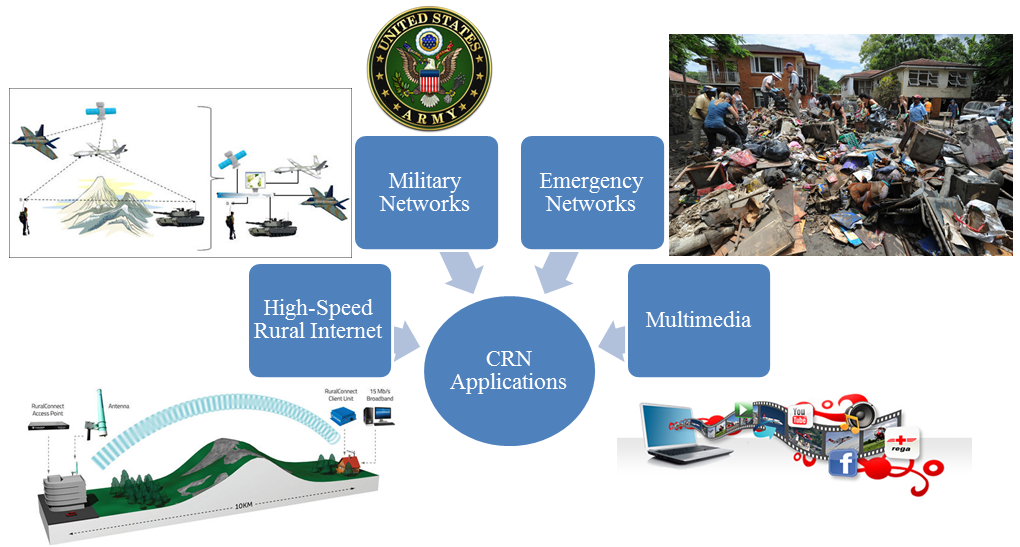 UNITED STATES
ARMY
Military
Networks
Emergency
Networks
High-Speed
Rural Internet
Multimedia
CRN
Applications
RuralConnect
Access Point
Antenna
RuralConnect
Client Unit
15 Mb/s
Broadband
10KM
You
Tube
f
rega